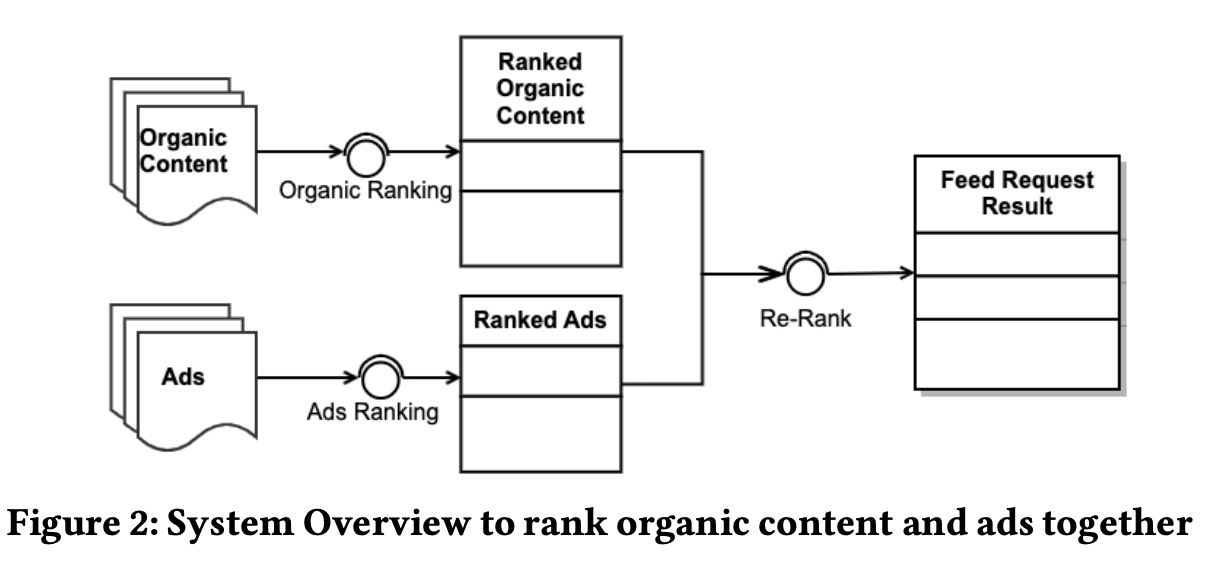 Organic
Content
Organic Ranking
Ranked
Organic
Content
Ads
Ads Ranking
Ranked Ads
Re-Rank
Feed Request
Result
Figure 2: System Overview to rank organic content and ads together